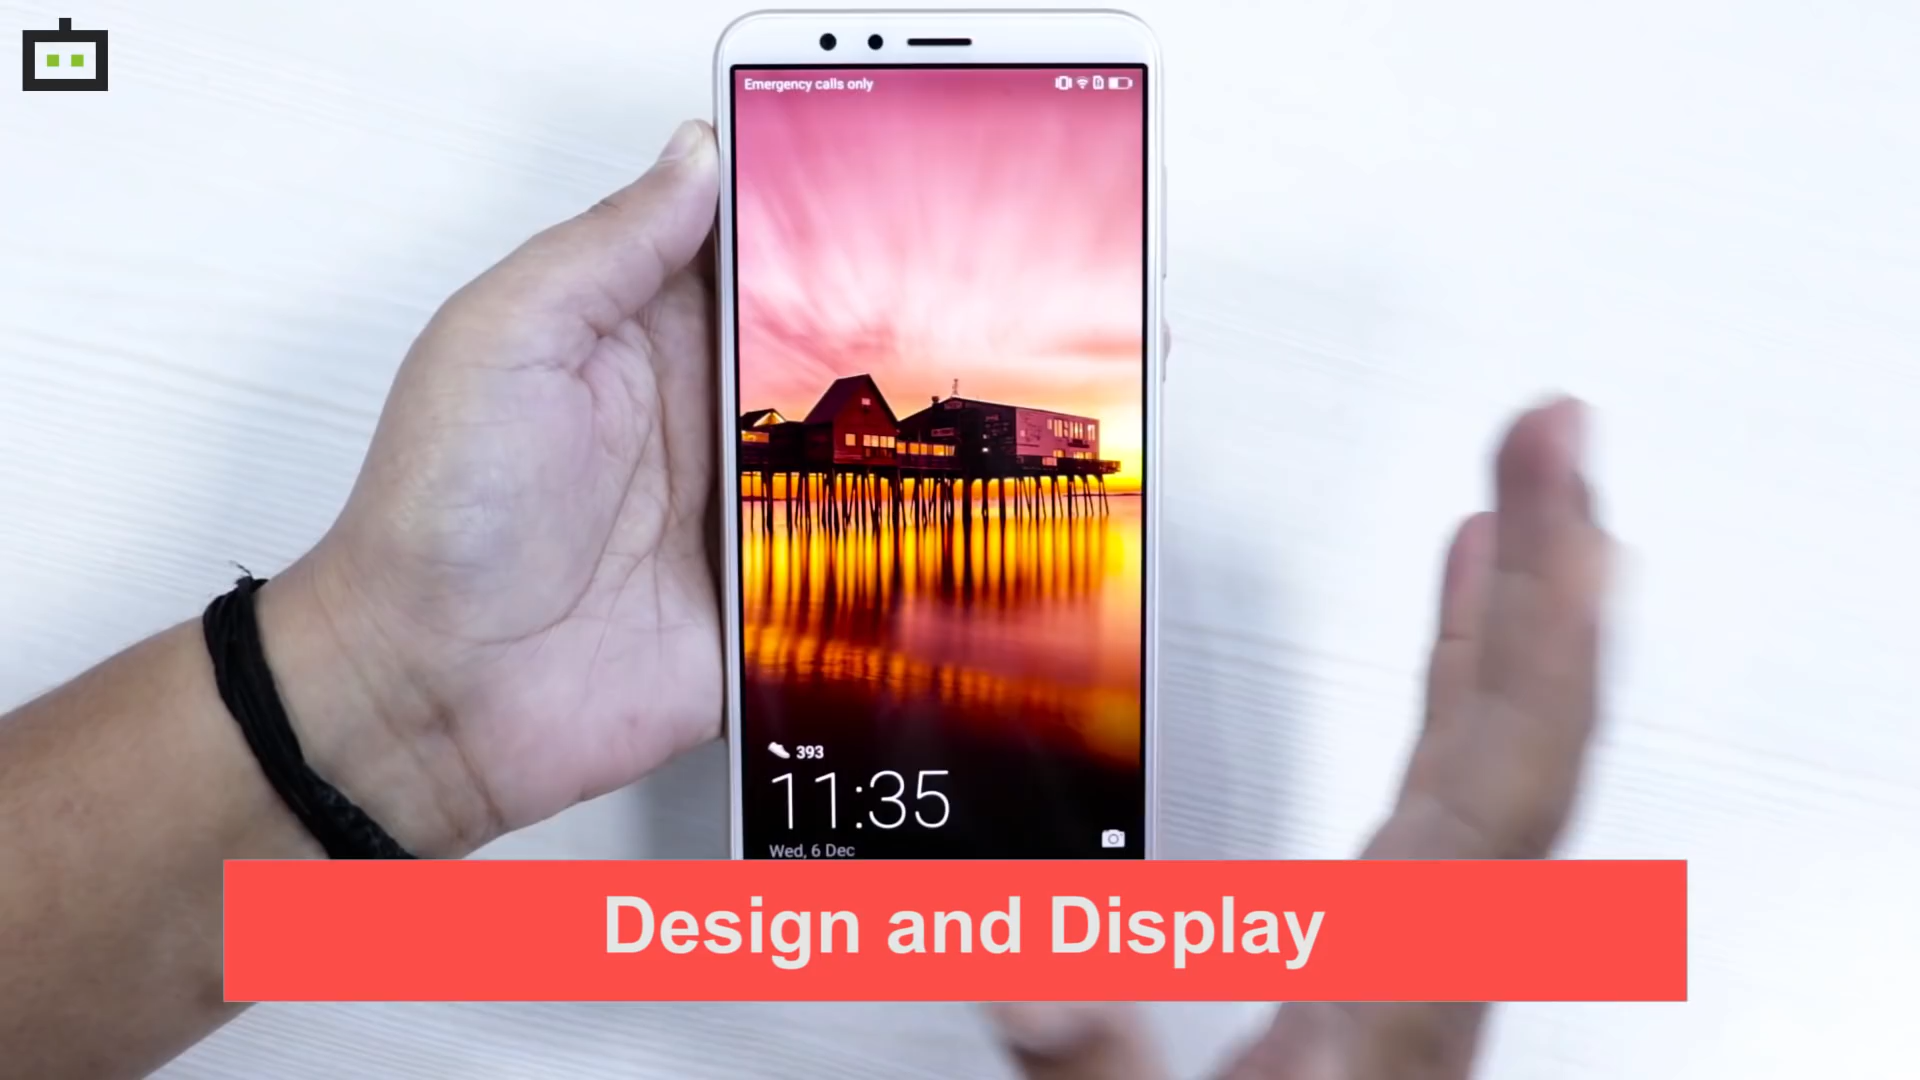 Emergency calls only
393
11:35
Wed, 6 Dec
Design and Display